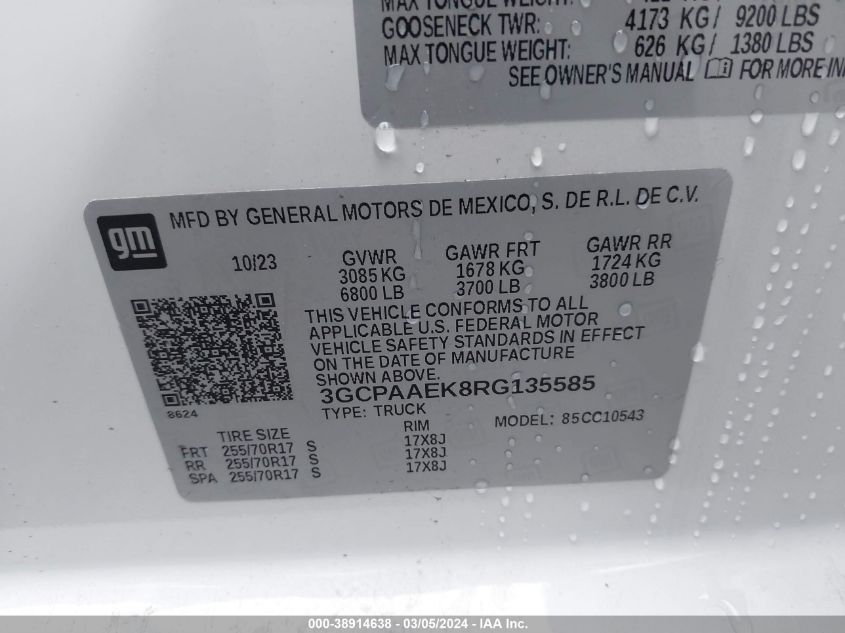 MAX TONGUE WEIGHT:
GOOSENECK TWR: 4173 KG / 9200 LBS
MAX TONGUE WEIGHT: 626 KG / 1380 LBS
SEE OWNER'S MANUAL FOR MORE IN
gm
MFD BY GENERAL MOTORS DE MEXICO, S. DE R.L. DE C.V.
10/23 GVWR GAWR FRT GAWR RR
3085 KG 1678 KG 1724 KG
6800 LB 3700 LB 3800 LB
THIS VEHICLE CONFORMS TO ALL
APPLICABLE U.S. FEDERAL MOTOR
VEHICLE SAFETY STANDARDS IN EFFECT
ON THE DATE OF MANUFACTURE
SHOWN ABOVE.
3GCPAAEK8RG135585
8624 TYPE: TRUCK MODEL: 85CC10543
TIRE SIZE RIM
FRT 255/70R17 S 17X8J
RR 255/70R17 S 17X8J
SPA 255/70R17 S 17X8J
000-38914638 - 03/05/2024 - IAA Inc.